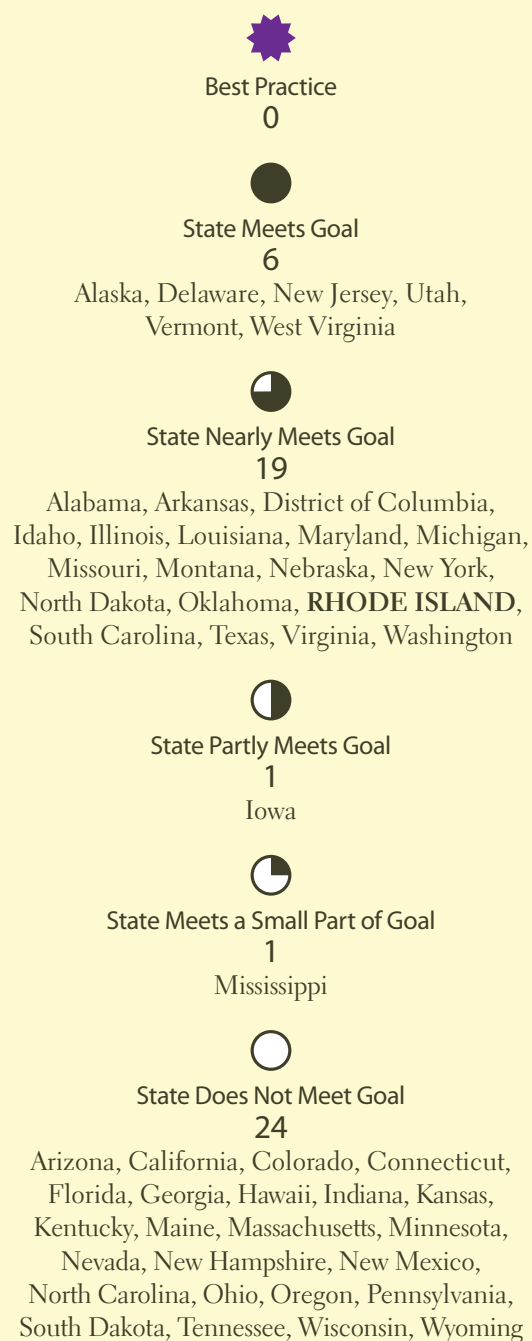 Best Practice
0
State Meets Goal
6
Alaska, Delaware, New Jersey, Utah,
Vermont, West Virginia
State Nearly Meets Goal
19
Alabama, Arkansas, District of Columbia,
Idaho, Illinois, Louisiana, Maryland, Michigan,
Missouri, Montana, Nebraska, New York,
North Dakota, Oklahoma, RHODE ISLAND,
South Carolina, Texas, Virginia, Washington
State Partly Meets Goal
1
Iowa
State Meets a Small Part of Goal
1
Mississippi
State Does Not Meet Goal
24
Arizona, California, Colorado, Connecticut,
Florida, Georgia, Hawaii, Indiana, Kansas,
Kentucky, Maine, Massachusetts, Minnesota,
Nevada, New Hampshire, New Mexico,
North Carolina, Ohio, Oregon, Pennsylvania,
South Dakota, Tennessee, Wisconsin, Wyoming